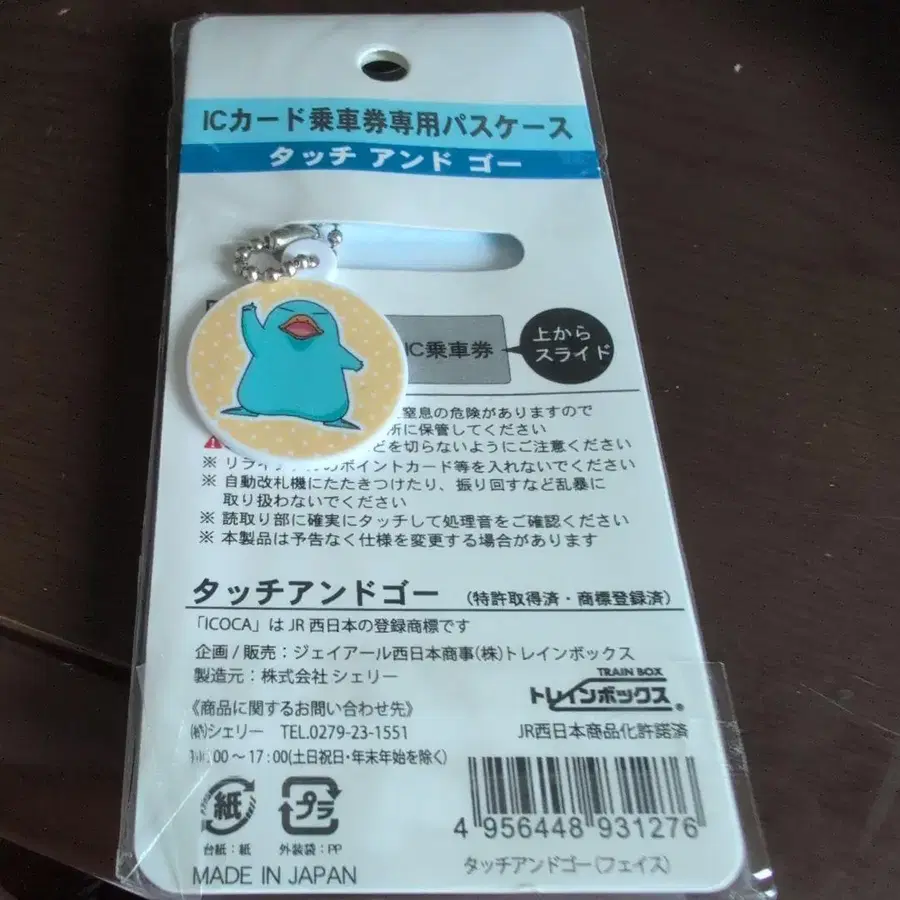 ICカード乗車券専用パスケース
タッチ アンド ゴー
IC乗車券
上から
スライド
窒息の危険がありますので
所に保管してください
どを切らないようにご注意ください
※ リライト のポイントカード等を入れないでください
※ 自動改札機にたたきつけたり、振り回すなど乱暴に
取り扱わないでください
※ 読取り部に確実にタッチして処理音をご確認ください
※ 本製品は予告なく仕様を変更する場合があります
タッチアンドゴー (特許取得済・商標登録済)
「ICOCA」は JR 西日本の登録商標です
企画 / 販売:ジェイアール西日本商事(株)トレインボックス
製造元:株式会社 シェリー
TRAIN BOX
トレインボックス®
《商品に関するお問い合わせ先》
㈱シェリー TEL.0279-23-1551
JR西日本商品化許諾済
10:00~17:00(土日祝日・年末年始を除く)
紙
プラ
台紙:紙
外装袋:PP
4 956448 931276
MADE IN JAPAN
タッチアンドゴー(フェイス)